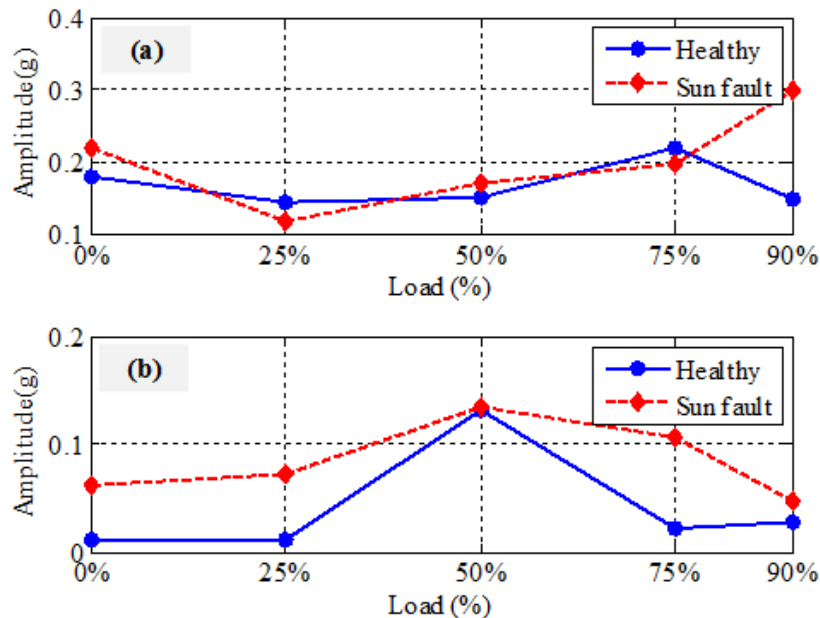 (a)
Healthy
Sun fault
Amplitude(g)
0.4
0.3
0.2
0.1
0% 25% 50% 75% 90%
Load (%)
(b)
Healthy
Sun fault
Amplitude(g)
0.2
0.1
0
0% 25% 50% 75% 90%
Load (%)